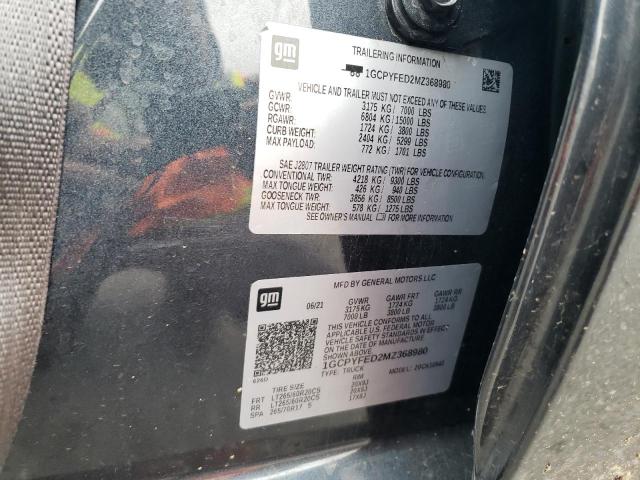 gm
TRAILERING INFORMATION
1GCPYFED2MZ368980
VEHICLE AND TRAILER MUST NOT EXCEED ANY OF THESE VALUES
GVWR: 3175 KG/ 7000 LBS
GCWR: 6804 KG/15000 LBS
RGAWR: 1724 KG/ 3800 LBS
CURB WEIGHT: 2404 KG/ 5299 LBS
MAX PAYLOAD: 772 KG/ 1701 LBS
SAE J2807 TRAILER WEIGHT RATING (TWR) FOR VEHICLE CONFIGURATION.
CONVENTIONAL TWR: 4218 KG/ 9300 LBS
MAX TONGUE WEIGHT: 426 KG/ 940 LBS
GOOSENECK TWR: 3856 KG/ 8500 LBS
MAX TONGUE WEIGHT: 578 KG/ 1275 LBS
SEE OWNER'S MANUAL FOR MORE INFORMATION
gm
MFD BY GENERAL MOTORS LLC
06/21 GVWR GAWR FRT GAWR RR
3175 KG 1724 KG 1724 KG
7000 LB 3800 LB 3800 LB
THIS VEHICLE CONFORMS TO ALL
APPLICABLE U.S. FEDERAL MOTOR
VEHICLE SAFETY STANDARDS IN EFFECT
ON THE DATE OF MANUFACTURE
SHOWN ABOVE.
1GCPYFED2MZ368980
TYPE: TRUCK MODEL:
TIRE SIZE RIM
FRT LT265/60R20CS 20X9J
RR LT265/60R20CS 20X9J
SPA 265/70R17 S 17X8J